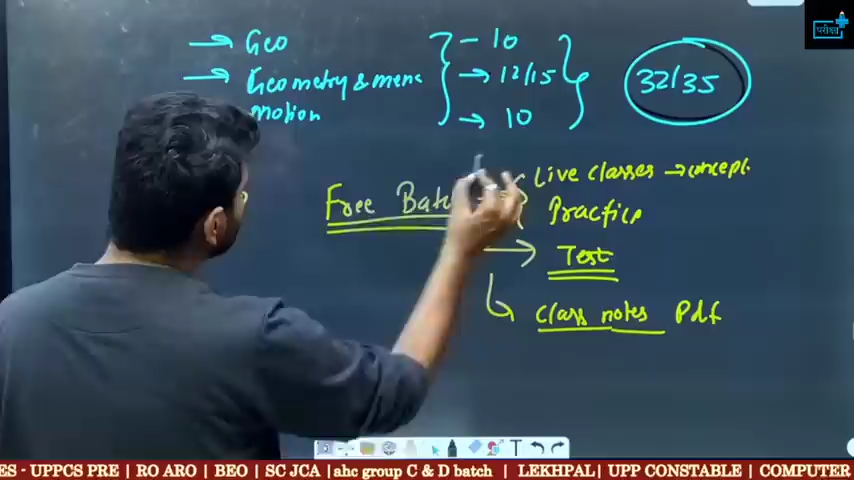 परीक्षा
→ Geo - 10
→ Geometry & mens → 12/15
motion → 10
32/35
Free Batch
Live classes → concept.
Practice
→ Test
class notes Pdf
T
ES - UPPCS PRE | RO ARO | BEO | SC JCA |ahc group C & D batch | LEKHPAL| UPP CONSTABLE | COMPUTER